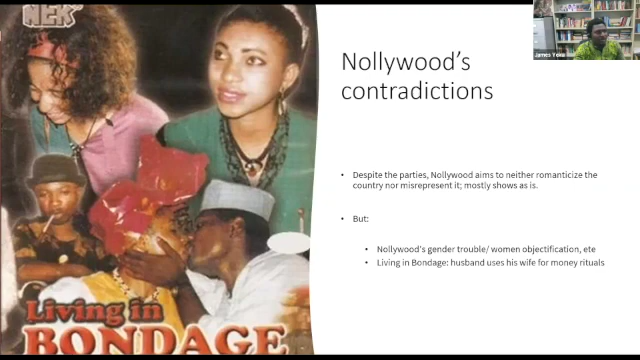 NEK
Living in
BONDAGE
Nollywood's
contradictions
• Despite the parties, Nollywood aims to neither romanticize the
country nor misrepresent it; mostly shows as is.
• But:
• Nollywood's gender trouble/ women objectification, ete
• Living in Bondage: husband uses his wife for money rituals
James Yeku